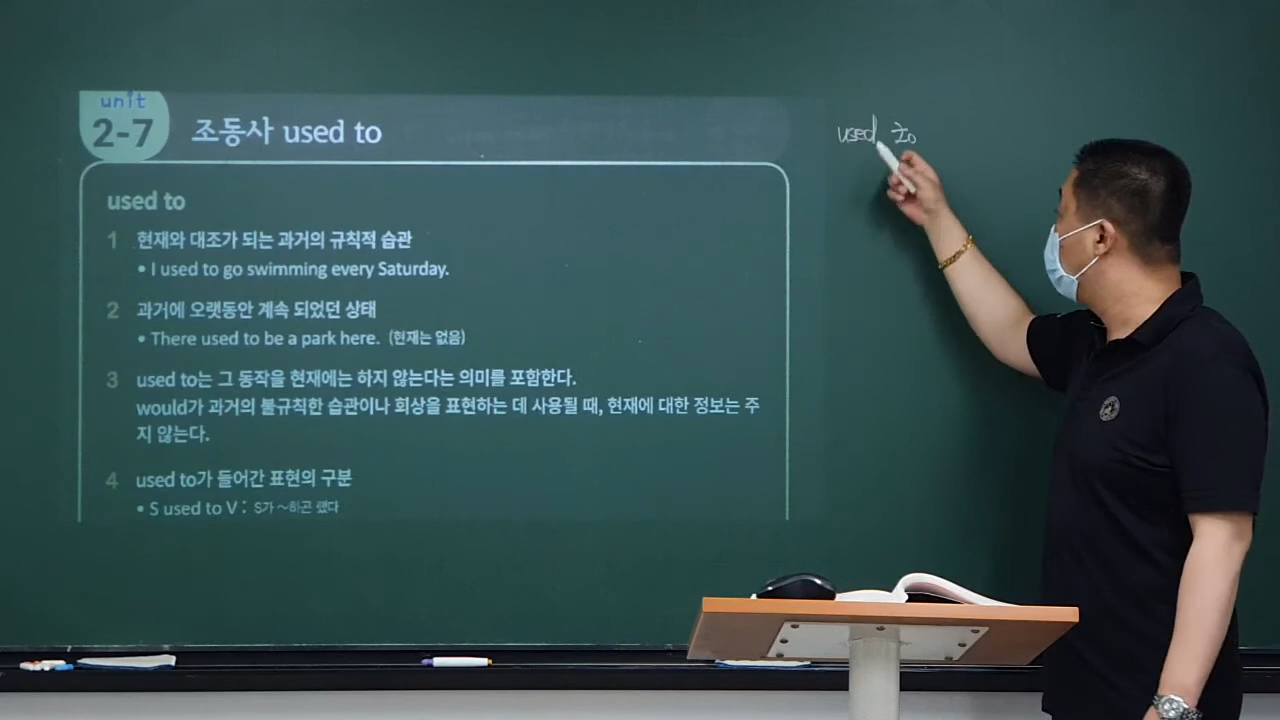 unit
2-7
조동사 used to
used to
used to
1 현재와 대조가 되는 과거의 규칙적 습관
• I used to go swimming every Saturday.
2 과거에 오랫동안 계속 되었던 상태
• There used to be a park here. (현재는 없음)
3 used to는 그 동작을 현재에는 하지 않는다는 의미를 포함한다.
would가 과거의 불규칙한 습관이나 회상을 표현하는 데 사용될 때, 현재에 대한 정보는 주
지 않는다.
4 used to가 들어간 표현의 구분
• S used to V : S가 ~하곤 했다